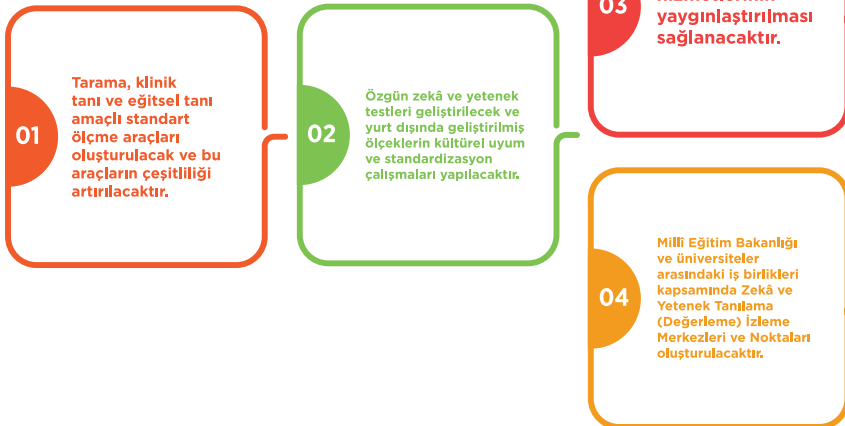 01
Tarama, klinik
tanı ve eğitsel tanı
amaçlı standart
ölçme araçları
oluşturulacak ve bu
araçların çeşitliliği
artırılacaktır.
02
Özgün zekâ ve yetenek
testleri geliştirilecek ve
yurt dışında geliştirilmiş
ölçeklerin kültürel uyum
ve standardizasyon
çalışmaları yapılacaktır.
03
yaygınlaştırılması
sağlanacaktır.
04
Millî Eğitim Bakanlığı
ve üniversiteler
arasındaki iş birlikleri
kapsamında Zekâ ve
Yetenek Tanılama
(Değerleme) İzleme
Merkezleri ve Noktaları
oluşturulacaktır.